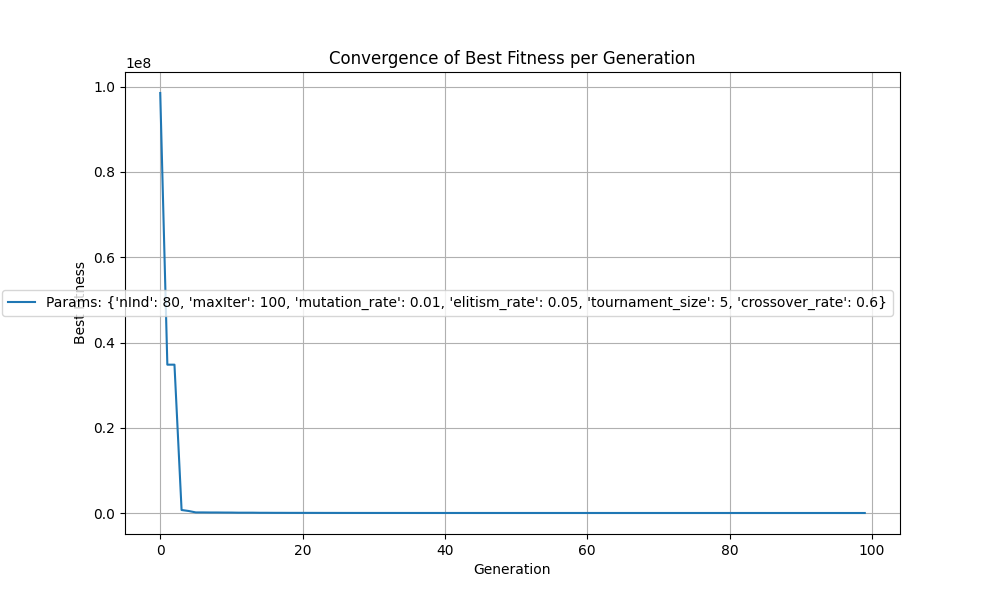 Convergence of Best Fitness per Generation
1e8
1.0
0.8
0.6
Best Fitness
Params: {'nInd': 80, 'maxIter': 100, 'mutation_rate': 0.01, 'elitism_rate': 0.05, 'tournament_size': 5, 'crossover_rate': 0.6}
0.4
0.2
0.0
0 20 40 60 80 100
Generation